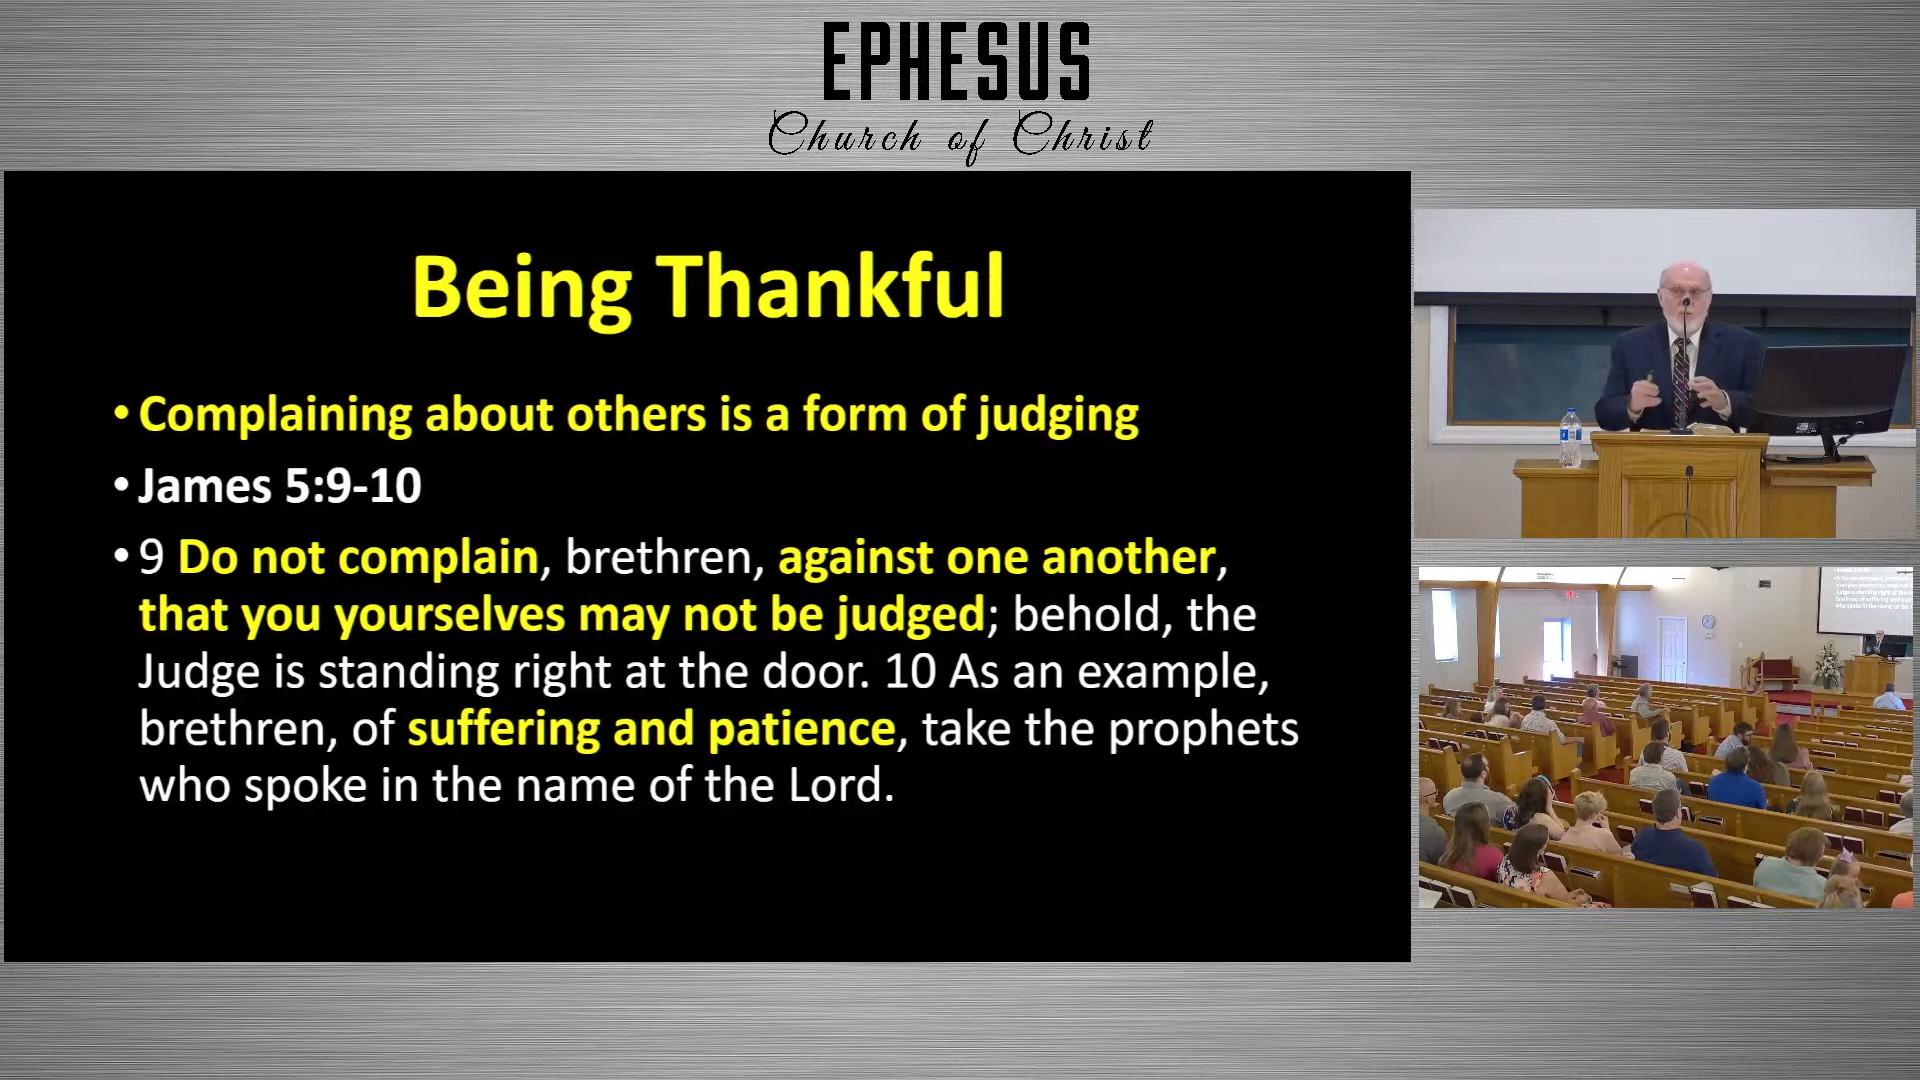 EPHESUS
Church of Christ
Being Thankful
• Complaining about others is a form of judging
• James 5:9-10
• 9 Do not complain, brethren, against one another,
that you yourselves may not be judged; behold, the
Judge is standing right at the door. 10 As an example,
brethren, of suffering and patience, take the prophets
who spoke in the name of the Lord.